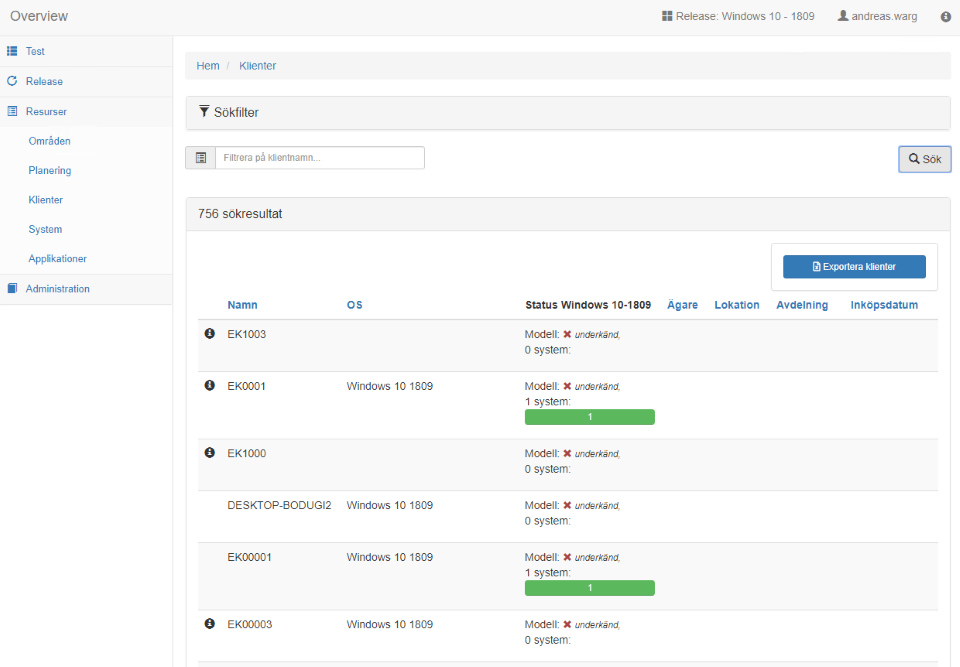 Overview
Release: Windows 10 - 1809
andreas.warg
Test
Release
Resurser
Områden
Planering
Klienter
System
Applikationer
Administration
Hem / Klienter
Sökfilter
Filtrera på klientnamn...
Sök
756 sökresultat
Exportera klienter
Namn OS Status Windows 10-1809 Ägare Lokation Avdelning Inköpsdatum
EK1003 Modell: ✖ underkänd,
0 system:
EK0001 Windows 10 1809 Modell: ✖ underkänd,
1 system:
1
EK1000 Modell: ✖ underkänd,
0 system:
DESKTOP-BODUGI2 Windows 10 1809 Modell: ✖ underkänd,
0 system:
EK00001 Windows 10 1809 Modell: ✖ underkänd,
1 system:
1
EK00003 Windows 10 1809 Modell: ✖ underkänd,
0 system: